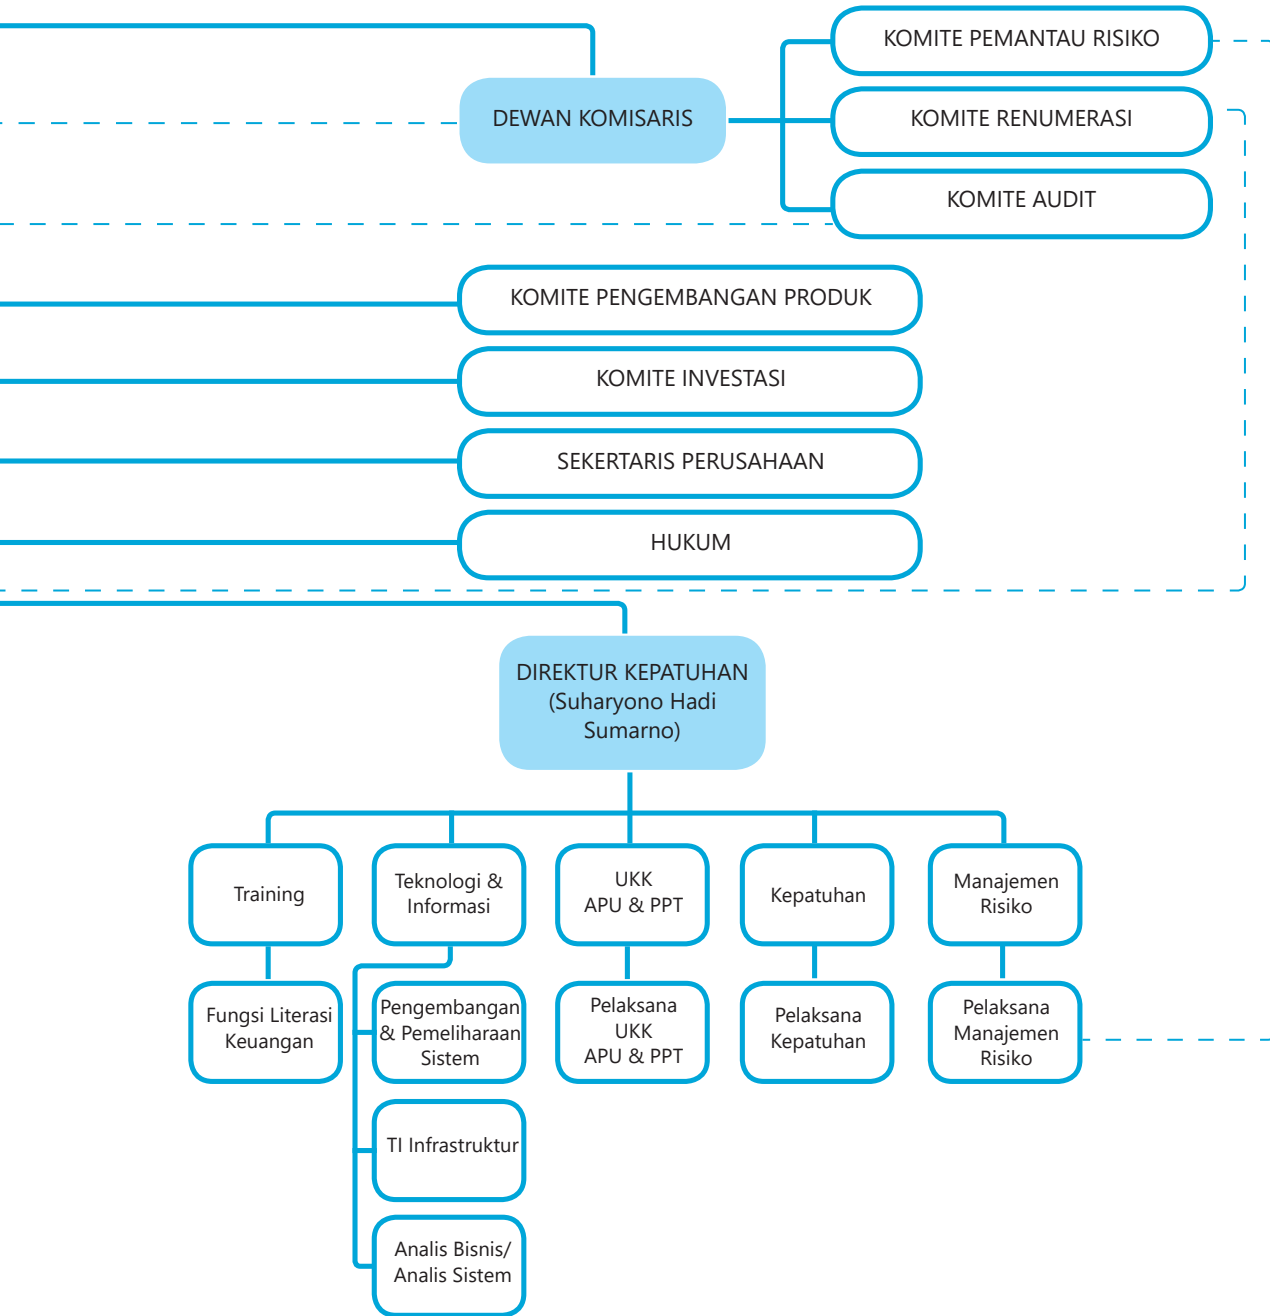 KOMITE PEMANTAU RISIKO
DEWAN KOMISARIS
KOMITE RENUMERASI
KOMITE AUDIT
KOMITE PENGEMBANGAN PRODUK
KOMITE INVESTASI
SEKERTARIS PERUSAHAAN
HUKUM
DIREKTUR KEPATUHAN
(Suharyono Hadi
Sumarno)
Training
Teknologi &
Informasi
UKK
APU & PPT
Kepatuhan
Manajemen
Risiko
Fungsi Literasi
Keuangan
Pengembangan
& Pemeliharaan
Sistem
Pelaksana
UKK
APU & PPT
Pelaksana
Kepatuhan
Pelaksana
Manajemen
Risiko
TI Infrastruktur
Analis Bisnis/
Analis Sistem